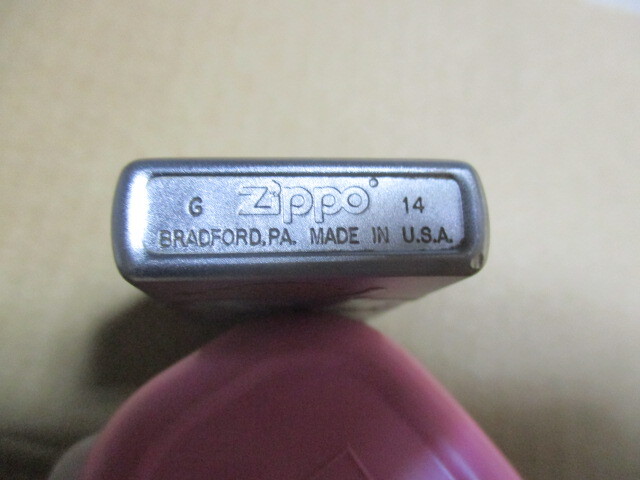 G Zippo 14
BRADFORD, PA. MADE IN U.S.A.